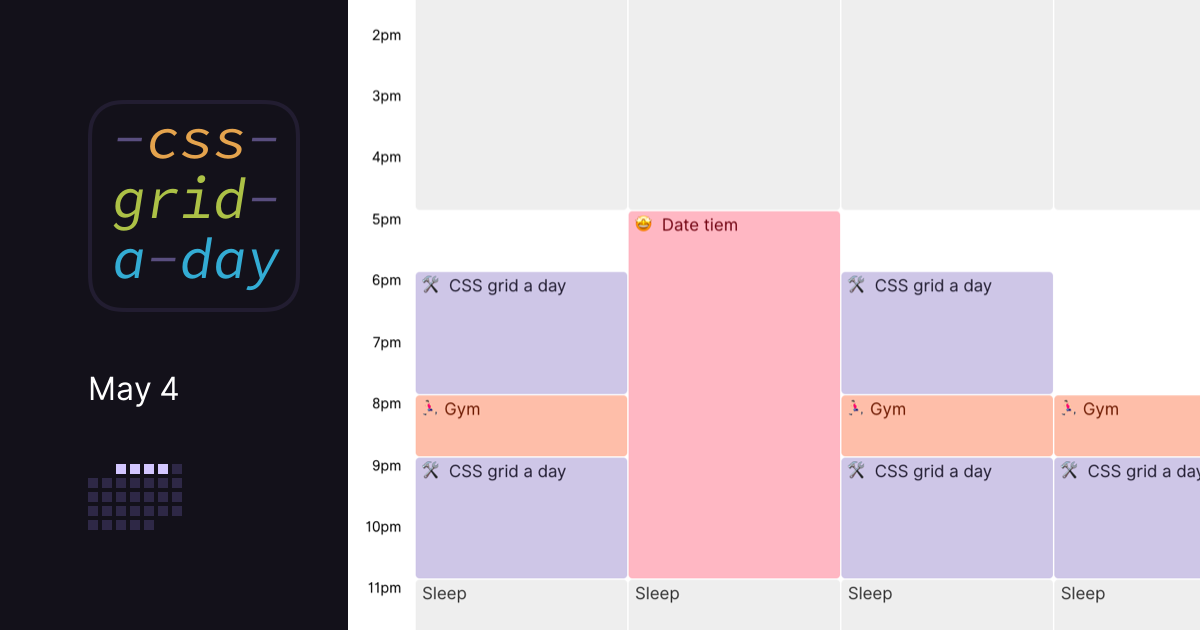 -css-
grid-
a-day
May 4
2pm
3pm
4pm
5pm
6pm
7pm
8pm
9pm
10pm
11pm
CSS grid a day
Gym
CSS grid a day
Sleep
Date tiem
Sleep
CSS grid a day
Gym
CSS grid a day
Sleep
Gym
CSS grid a day
Sleep